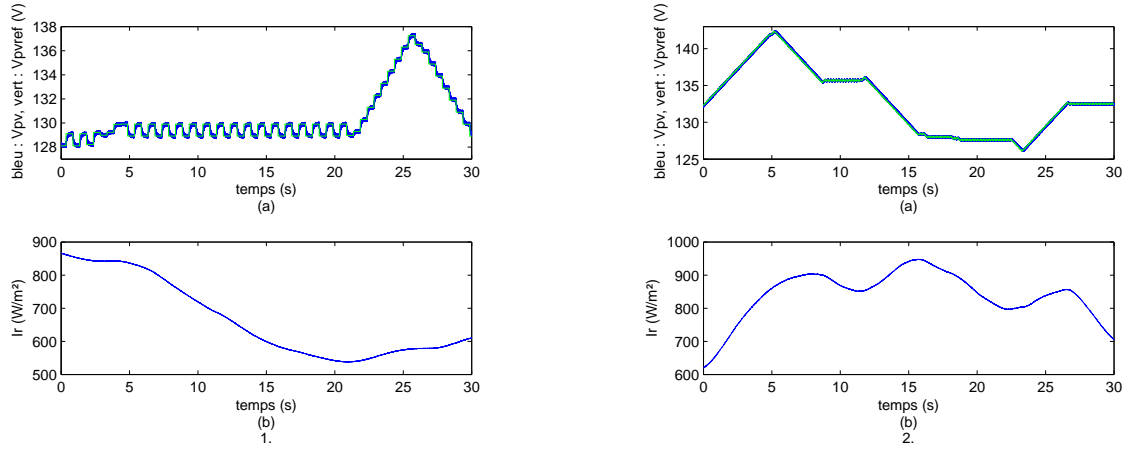 bleu : Vpv, vert : Vpvref (V)
138
136
134
132
130
128
0 5 10 15 20 25 30
temps (s)
(a)
Ir (W/m²)
900
800
700
600
500
0 5 10 15 20 25 30
temps (s)
(b)
1.
bleu : Vpv, vert : Vpvref (V)
140
135
130
125
0 5 10 15 20 25 30
temps (s)
(a)
Ir (W/m²)
1000
900
800
700
600
0 5 10 15 20 25 30
temps (s)
(b)
2.